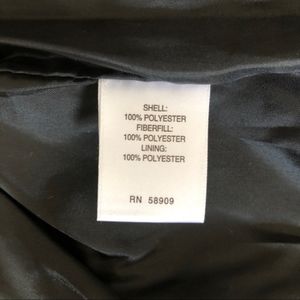 SHELL:
100% POLYESTER
FIBERFILL:
100% POLYESTER
LINING:
100% POLYESTER
RN 58909